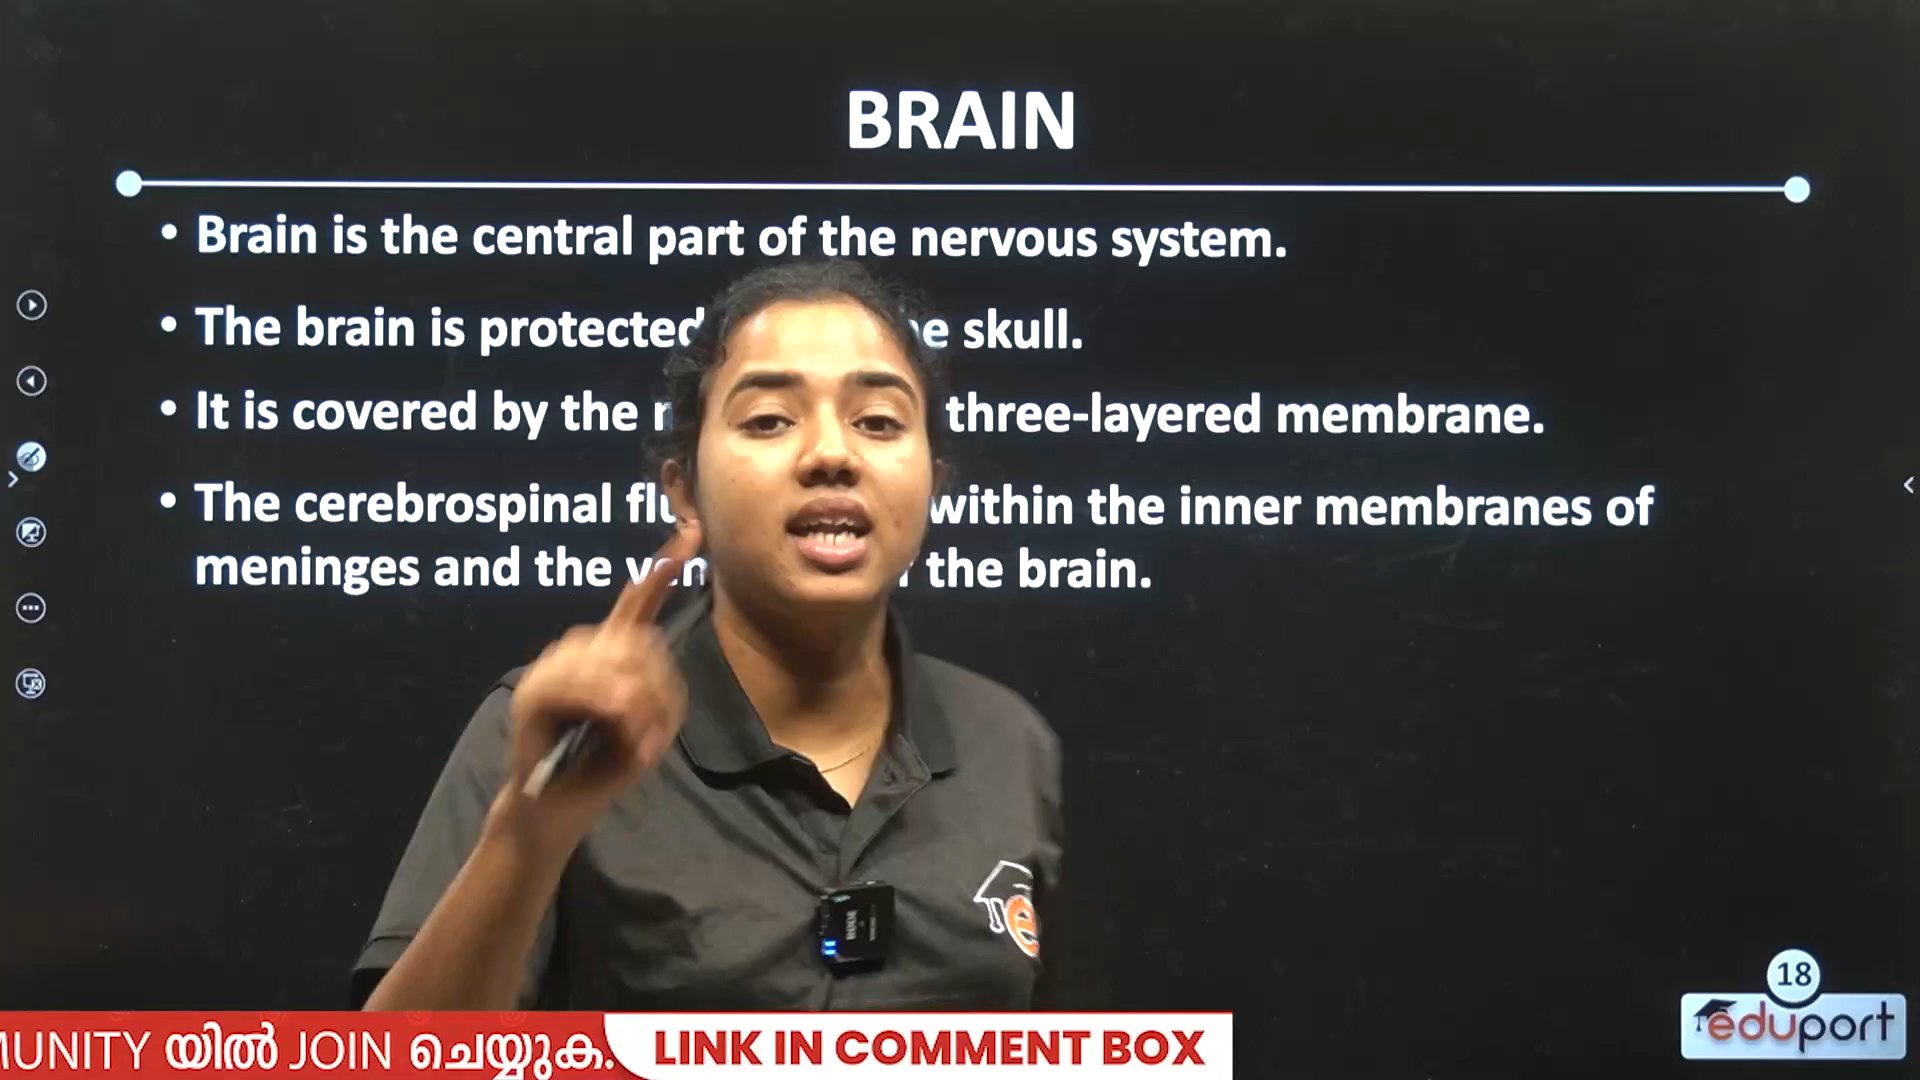 BRAIN
• Brain is the central part of the nervous system.
• The brain is protected skull.
• It is covered by the three-layered membrane.
• The cerebrospinal within the inner membranes of
meninges and the the brain.
18
eduport
യിൽ JOIN ചെയ്യുക.
LINK IN COMMENT BOX